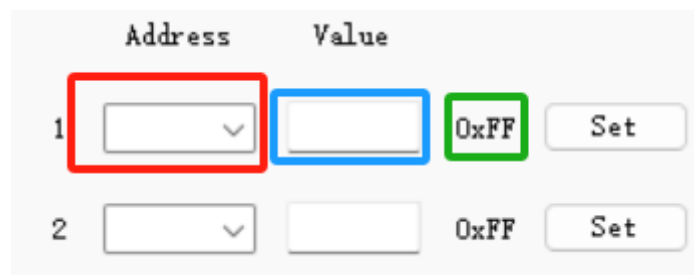 Address Value
1 0xFF Set
2 0xFF Set